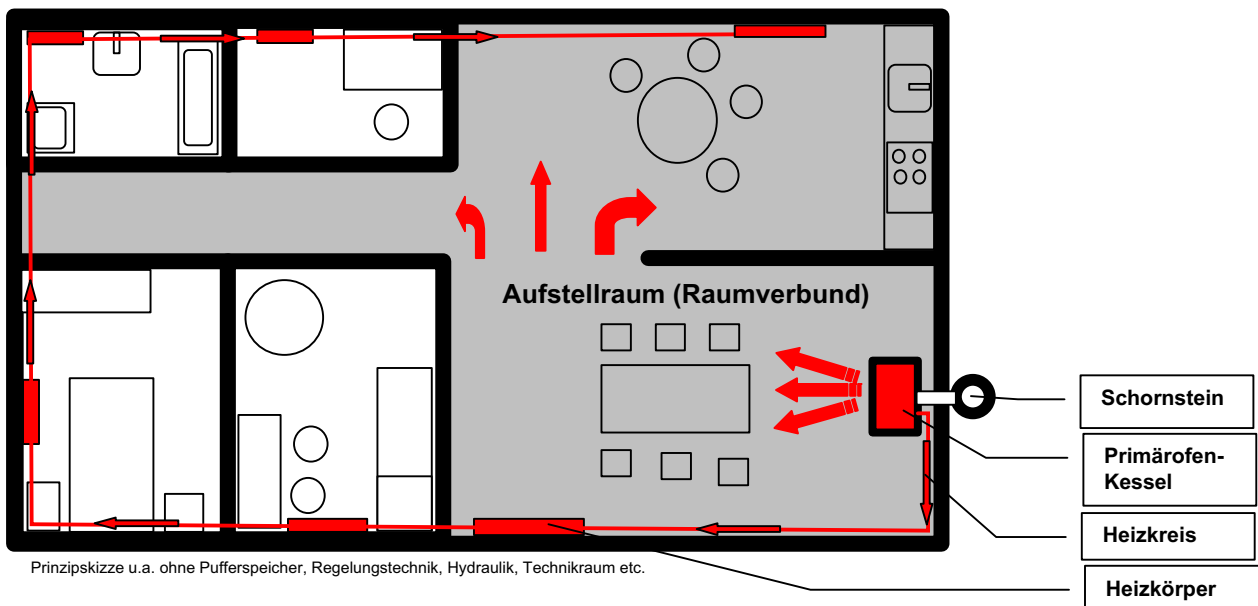 Aufstellraum (Raumverbund)
Schornstein
Primärofen-
Kessel
Heizkreis
Heizkörper
Prinzipskizze u.a. ohne Pufferspeicher, Regelungstechnik, Hydraulik, Technikraum etc.